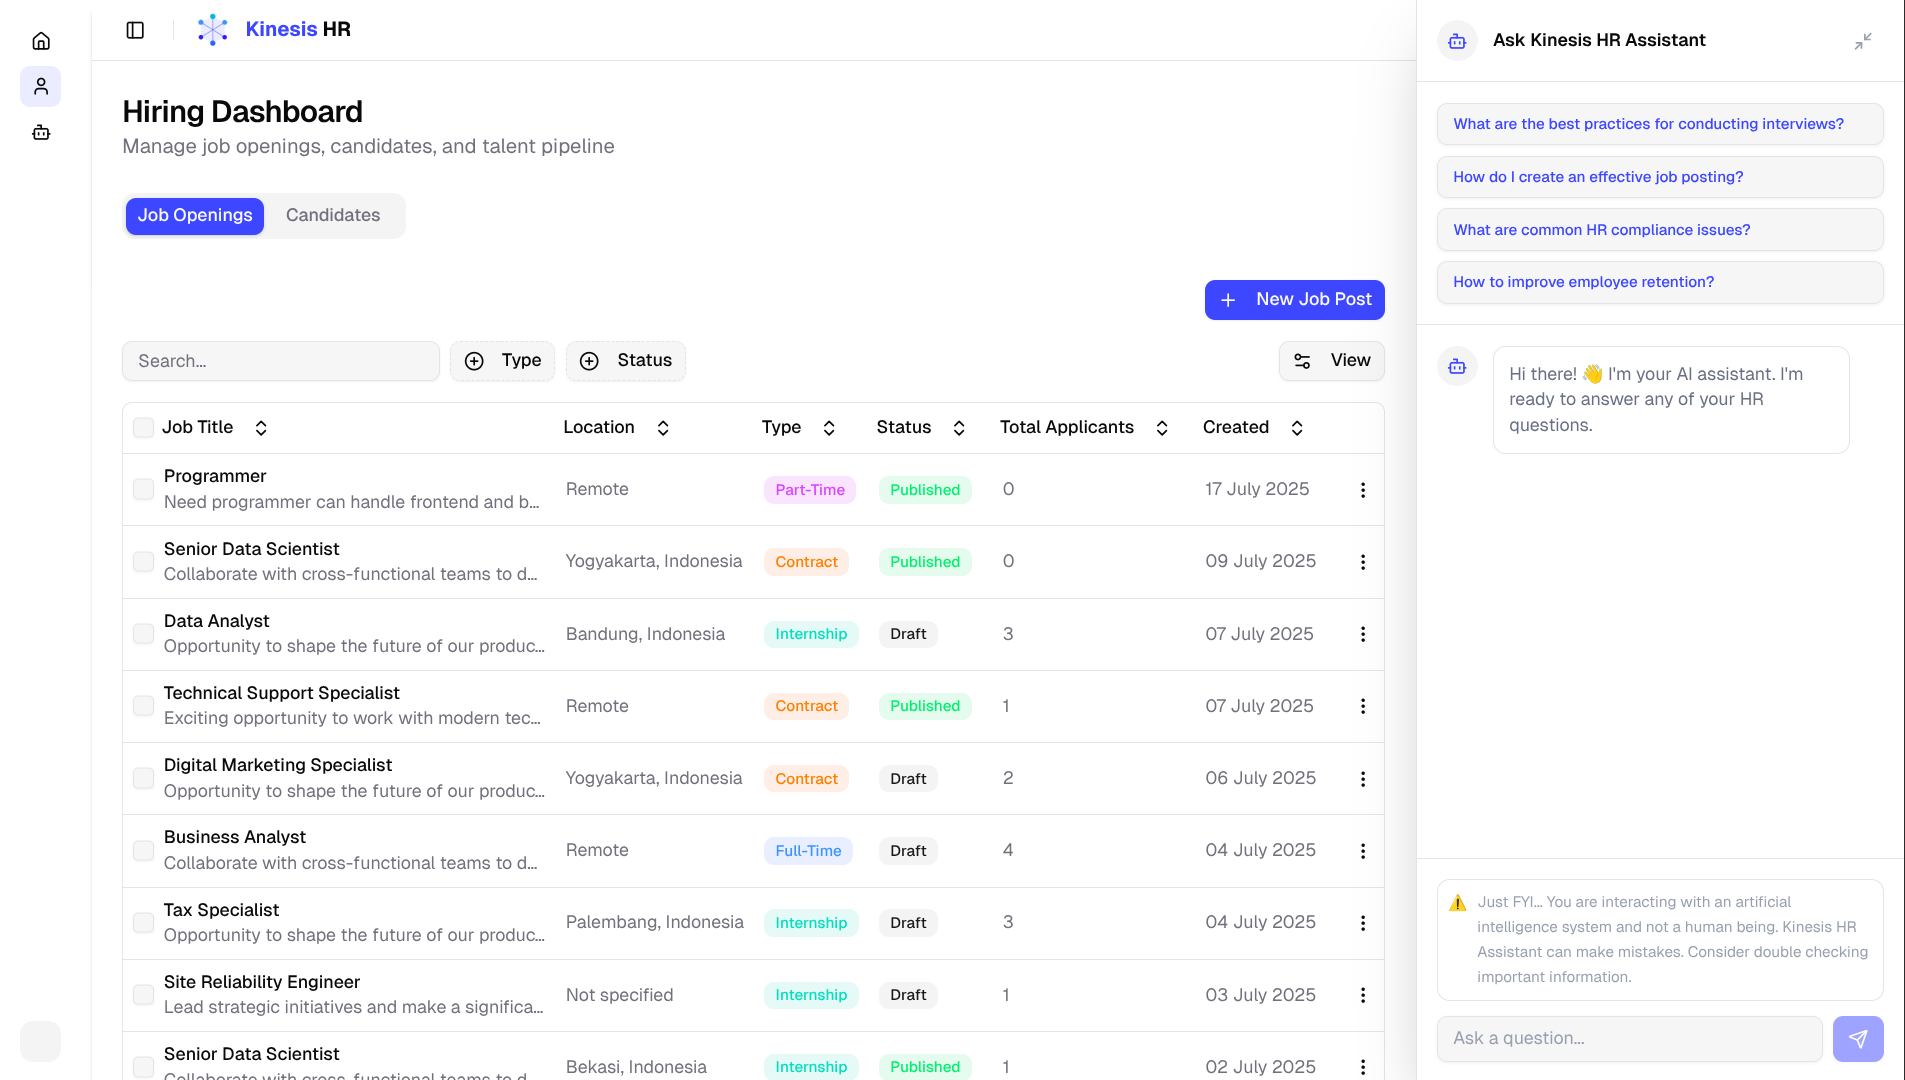 Kinesis HR
Hiring Dashboard
Manage job openings, candidates, and talent pipeline
Job Openings Candidates
New Job Post
Search... Type Status View
Job Title Location Type Status Total Applicants Created
Programmer
Need programmer can handle frontend and b... Remote Part-Time Published 0 17 July 2025
Senior Data Scientist
Collaborate with cross-functional teams to d... Yogyakarta, Indonesia Contract Published 0 09 July 2025
Data Analyst
Opportunity to shape the future of our produc... Bandung, Indonesia Internship Draft 3 07 July 2025
Technical Support Specialist
Exciting opportunity to work with modern tec... Remote Contract Published 1 07 July 2025
Digital Marketing Specialist
Opportunity to shape the future of our produc... Yogyakarta, Indonesia Contract Draft 2 06 July 2025
Business Analyst
Collaborate with cross-functional teams to d... Remote Full-Time Draft 4 04 July 2025
Tax Specialist
Opportunity to shape the future of our produc... Palembang, Indonesia Internship Draft 3 04 July 2025
Site Reliability Engineer
Lead strategic initiatives and make a significa... Not specified Internship Draft 1 03 July 2025
Senior Data Scientist
Collaborate with cross-functional teams to d... Bekasi, Indonesia Internship Published 1 02 July 2025
Ask Kinesis HR Assistant
What are the best practices for conducting interviews?
How do I create an effective job posting?
What are common HR compliance issues?
How to improve employee retention?
Hi there! 👋 I'm your AI assistant. I'm
ready to answer any of your HR
questions.
⚠️ Just FYI... You are interacting with an artificial
intelligence system and not a human being. Kinesis HR
Assistant can make mistakes. Consider double checking
important information.
Ask a question...